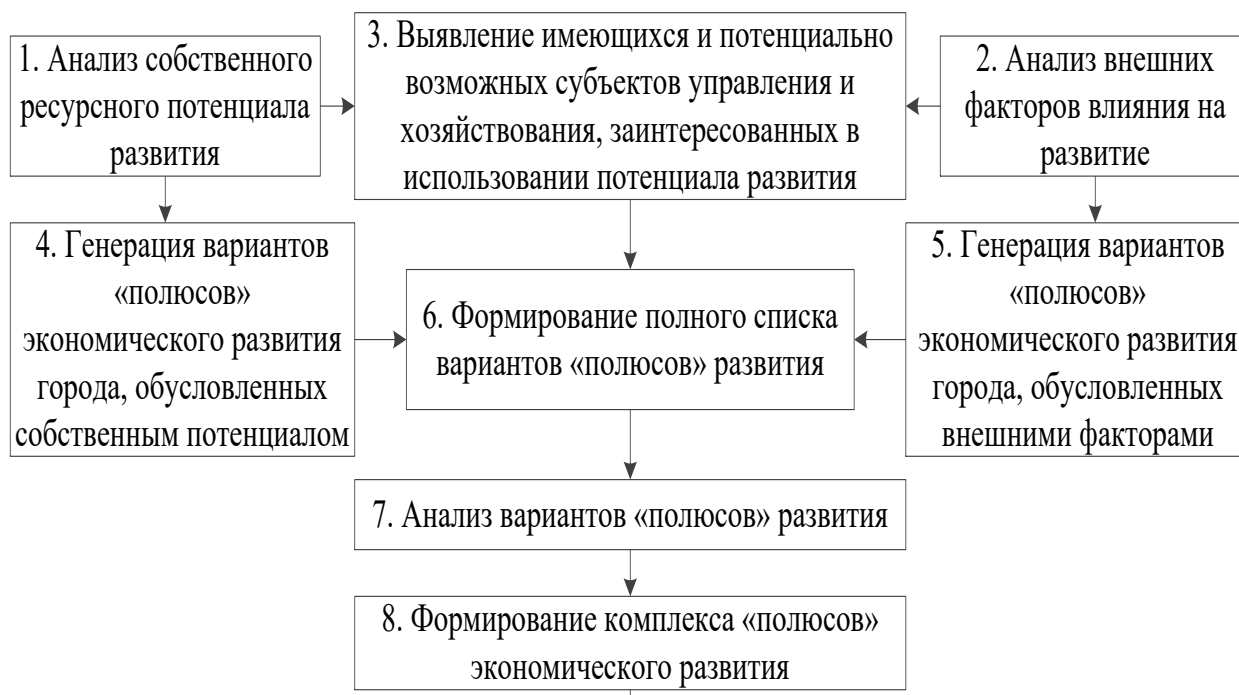 1. Анализ собственного
ресурсного потенциала
развития
3. Выявление имеющихся и потенциально
возможных субъектов управления и
хозяйствования, заинтересованных в
использовании потенциала развития
2. Анализ внешних
факторов влияния на
развитие
4. Генерация вариантов
«полюсов»
экономического развития
города, обусловленных
собственным потенциалом
6. Формирование полного списка
вариантов «полюсов» развития
5. Генерация вариантов
«полюсов»
экономического развития
города, обусловленных
внешними факторами
7. Анализ вариантов «полюсов» развития
8. Формирование комплекса «полюсов»
экономического развития